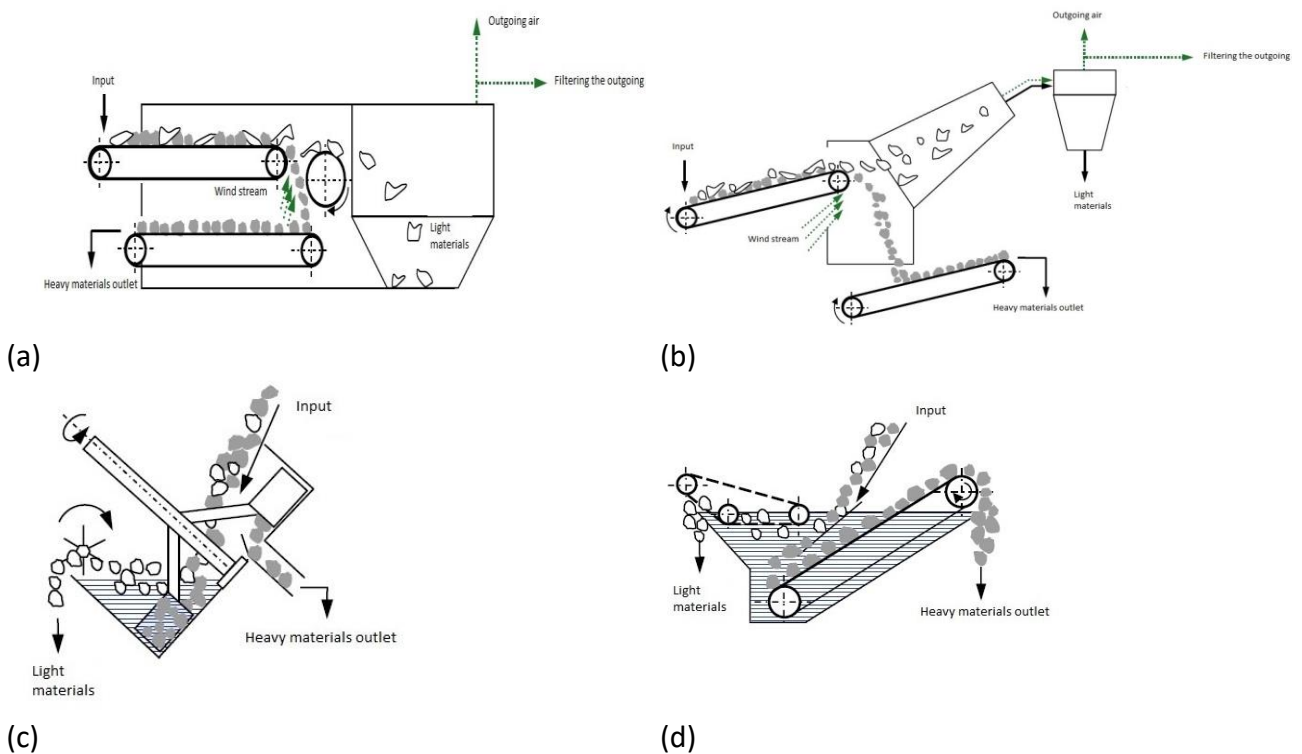 Outgoing air
Filtering the outgoing
Input
Wind stream
Light
materials
Heavy materials outlet
(a)
Outgoing air
Filtering the outgoing
Input
Wind stream
Light
materials
Heavy materials outlet
(b)
Input
Heavy materials outlet
Light
materials
(c)
Input
Light
materials
Heavy materials outlet
(d)